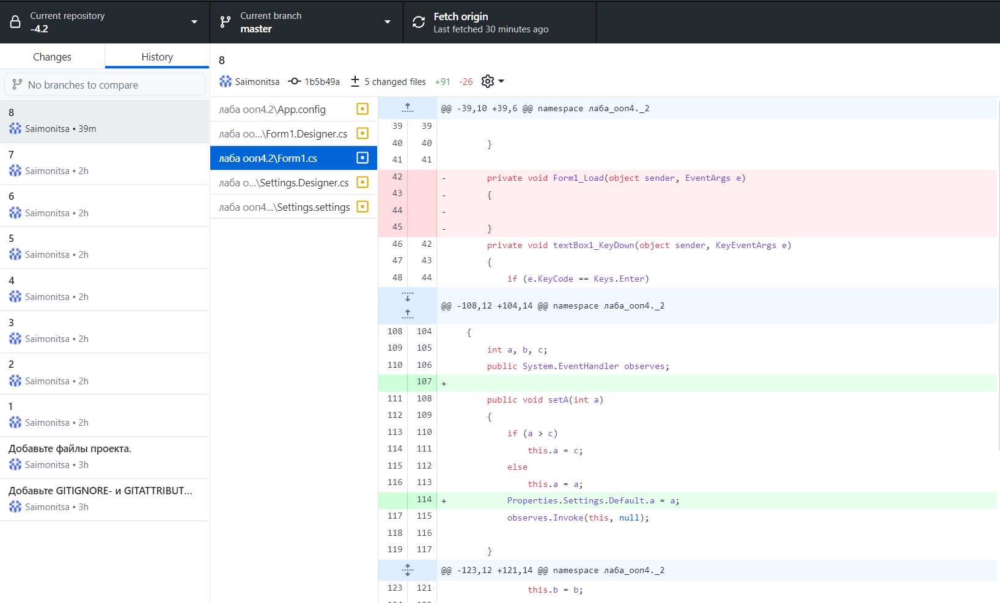 Current repository
-4.2
Current branch
master
Fetch origin
Last fetched 30 minutes ago
Changes
History
No branches to compare
8
Saimonitsa • 39m
7
Saimonitsa • 2h
6
Saimonitsa • 2h
5
Saimonitsa • 2h
4
Saimonitsa • 2h
3
Saimonitsa • 2h
2
Saimonitsa • 2h
1
Saimonitsa • 2h
Добавьте файлы проекта.
Saimonitsa • 3h
Добавьте GITIGNORE- и GITATTRIBUT...
Saimonitsa • 3h
8
Saimonitsa 1b5b49a 5 changed files +91 -26
лаба ооп4.2\App.config
лаба оо...\Form1.Designer.cs
лаба ооп4.2\Form1.cs
лаба о...\Settings.Designer.cs
лаба ооп4...\Settings.settings
@@ -39,10 +39,6 @@ namespace лаба_ооп4._2
39 39
40 40 }
41 41
42 - private void Form1_Load(object sender, EventArgs e)
43 - {
44 -
45 - }
46 42 private void textBox1_KeyDown(object sender, KeyEventArgs e)
47 43 {
48 44 if (e.KeyCode == Keys.Enter)
@@ -108,12 +104,14 @@ namespace лаба_ооп4._2
108 104 {
109 105 int a, b, c;
110 106 public System.EventHandler observes;
107 +
111 108 public void setA(int a)
112 109 {
113 110 if (a > c)
114 111 this.a = c;
115 112 else
116 113 this.a = a;
114 + Properties.Settings.Default.a = a;
117 115 observes.Invoke(this, null);
118 116
119 117 }
@@ -123,12 +121,14 @@ namespace лаба_ооп4._2
123 121 this.b = b;